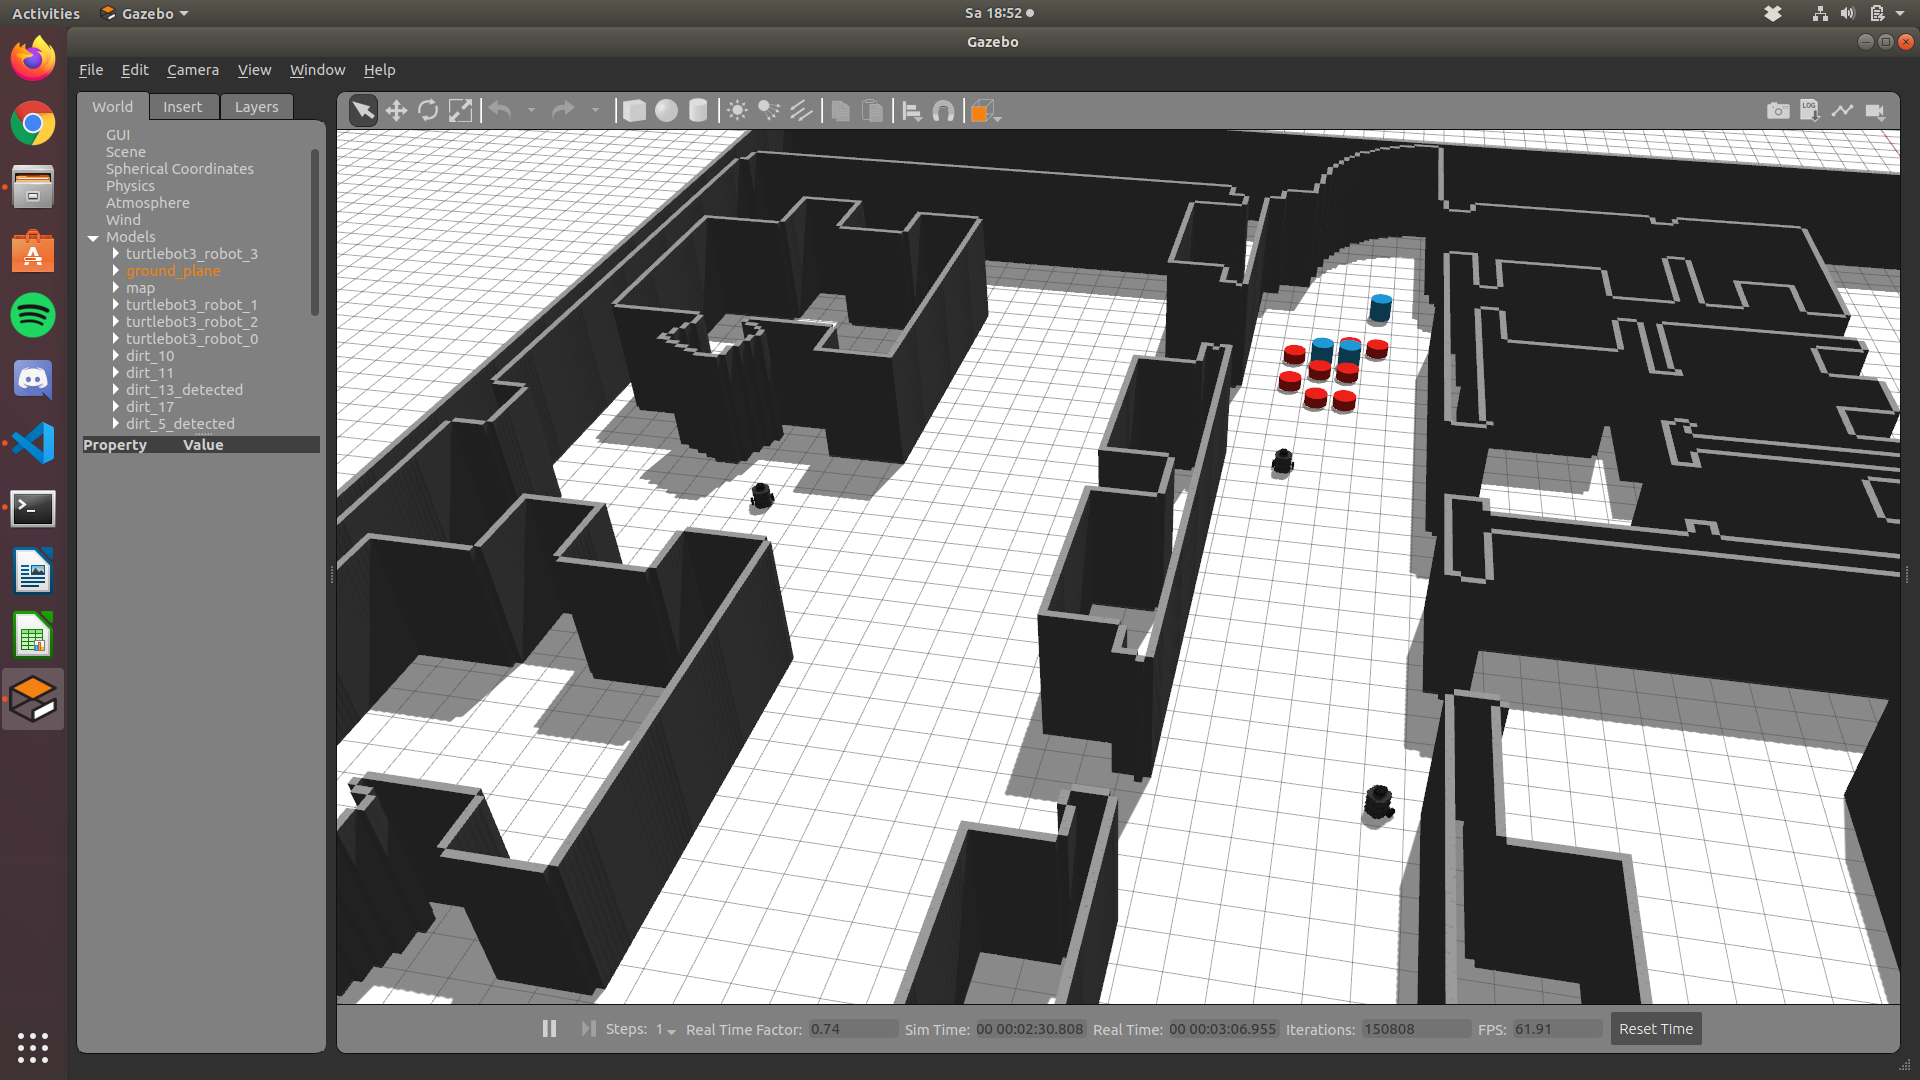 Activities Gazebo Sa 18:52
Gazebo
File Edit Camera View Window Help
World Insert Layers
GUI
Scene
Spherical Coordinates
Physics
Atmosphere
Wind
Models
turtlebot3_robot_3
ground_plane
map
turtlebot3_robot_1
turtlebot3_robot_2
turtlebot3_robot_0
dirt_10
dirt_11
dirt_13_detected
dirt_17
dirt_5_detected
Property Value
LOG
Steps: 1 Real Time Factor: 0.74 Sim Time: 00 00:02:30.808 Real Time: 00 00:03:06.955 Iterations: 150808 FPS: 61.91 Reset Time